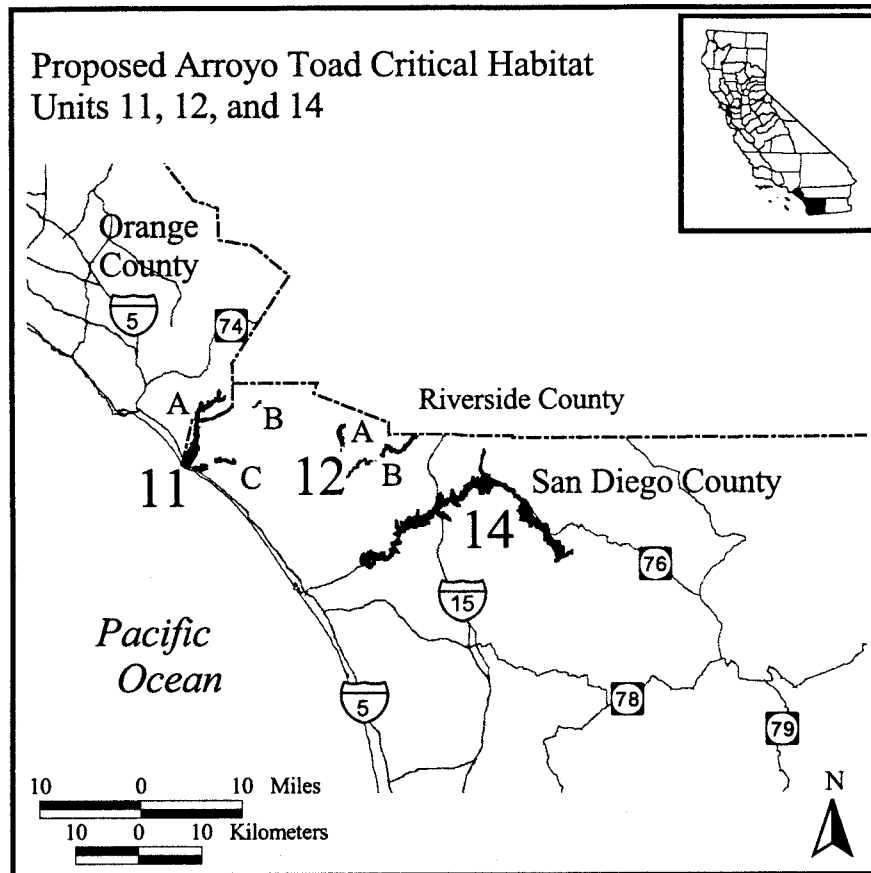 Proposed Arroyo Toad Critical Habitat
Units 11, 12, and 14
Orange
County
5
74
A
B
Riverside County
A
11
C
12
B
San Diego County
14
76
15
Pacific
Ocean
5
78
79
10 0 10 Miles
10 0 10 Kilometers
N